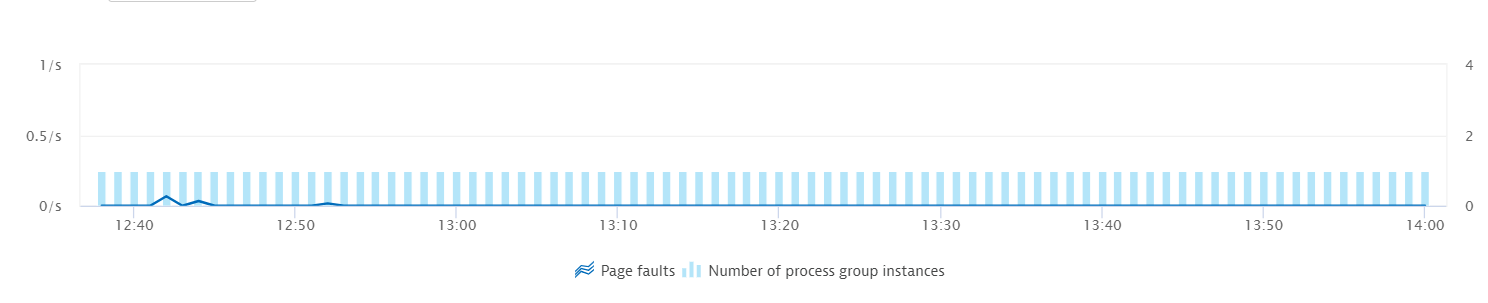 1/s 4
0.5/s 2
0/s 0
12:40 12:50 13:00 13:10 13:20 13:30 13:40 13:50 14:00
Page faults Number of process group instances